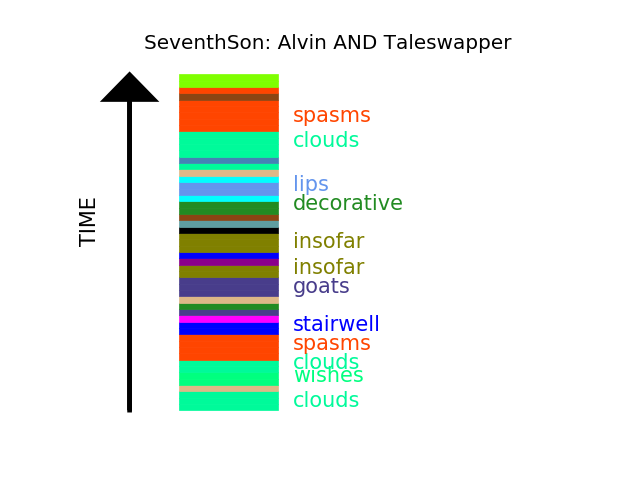 SeventhSon: Alvin AND Taleswapper
TIME
spasms
clouds
lips
decorative
insofar
insofar
goats
stairwell
spasms
clouds
wishes
clouds